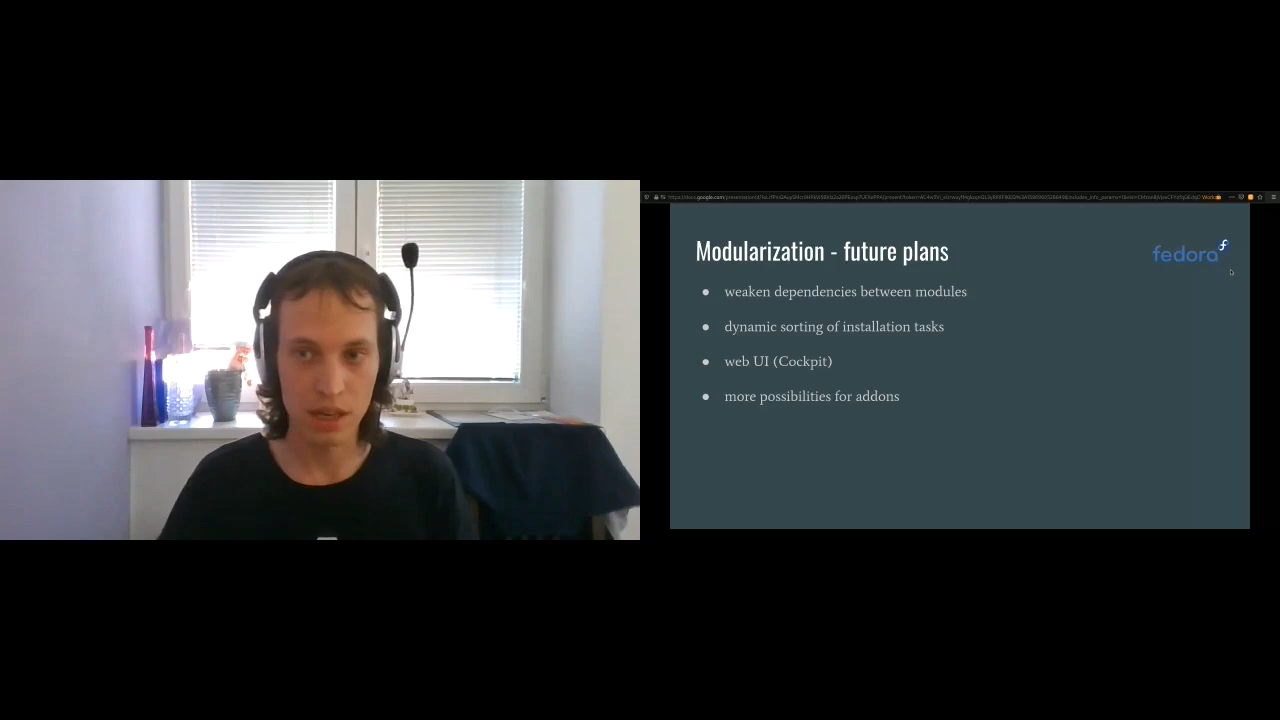 Modularization - future plans
fedora
● weaken dependencies between modules
● dynamic sorting of installation tasks
● web UI (Cockpit)
● more possibilities for addons